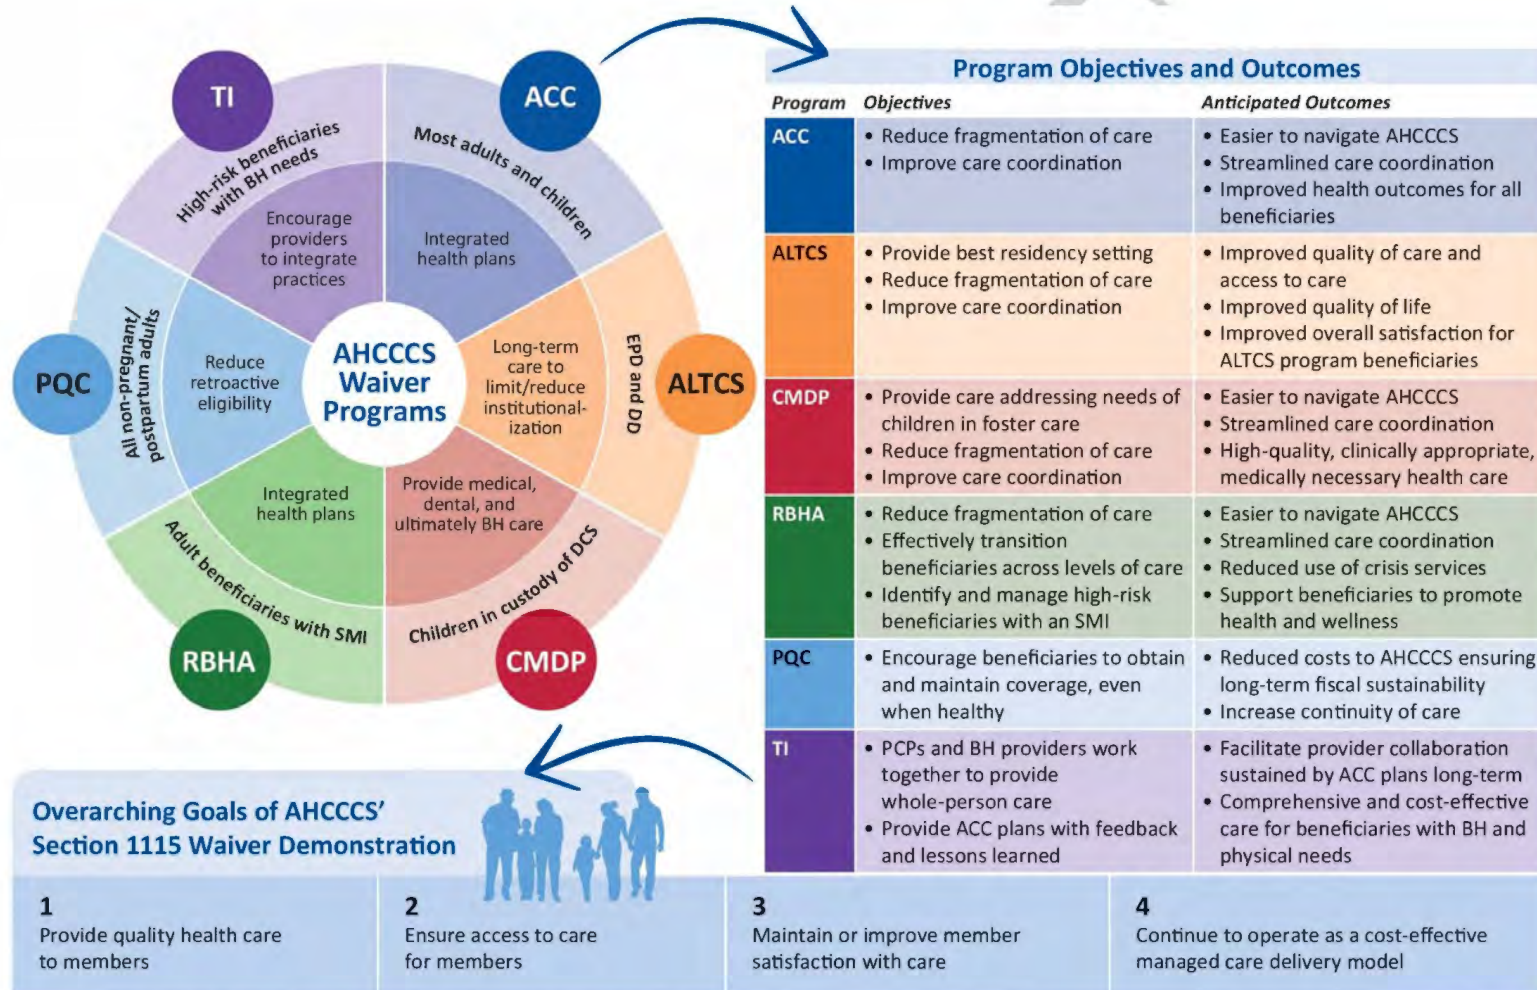 TI
ACC
High-risk beneficiaries
with BH needs
Most adults and children
Encourage
providers
to integrate
practices
Integrated
health plans
PQC
All non-pregnant/
postpartum adults
Reduce
retroactive
eligibility
AHCCCS
Waiver
Programs
Long-term
care to
limit/reduce
institutional-
ization
EPD and DD
ALTCS
Integrated
health plans
Provide medical,
dental, and
ultimately BH care
Adult beneficiaries with SMI
Children in custody of DCS
RBHA
CMDP
Program Objectives and Outcomes
Program Objectives Anticipated Outcomes
ACC
• Reduce fragmentation of care
• Improve care coordination
• Easier to navigate AHCCCS
• Streamlined care coordination
• Improved health outcomes for all
beneficiaries
ALTCS
• Provide best residency setting
• Reduce fragmentation of care
• Improve care coordination
• Improved quality of care and
access to care
• Improved quality of life
• Improved overall satisfaction for
ALTCS program beneficiaries
CMDP
• Provide care addressing needs of
children in foster care
• Reduce fragmentation of care
• Improve care coordination
• Easier to navigate AHCCCS
• Streamlined care coordination
• High-quality, clinically appropriate,
medically necessary health care
RBHA
• Reduce fragmentation of care
• Effectively transition
beneficiaries across levels of care
• Identify and manage high-risk
beneficiaries with an SMI
• Easier to navigate AHCCCS
• Streamlined care coordination
• Reduced use of crisis services
• Support beneficiaries to promote
health and wellness
PQC
• Encourage beneficiaries to obtain
and maintain coverage, even
when healthy
• Reduced costs to AHCCCS ensuring
long-term fiscal sustainability
• Increase continuity of care
TI
• PCPs and BH providers work
together to provide
whole-person care
• Provide ACC plans with feedback
and lessons learned
• Facilitate provider collaboration
sustained by ACC plans long-term
• Comprehensive and cost-effective
care for beneficiaries with BH and
physical needs
Overarching Goals of AHCCCS'
Section 1115 Waiver Demonstration
1
Provide quality health care
to members
2
Ensure access to care
for members
3
Maintain or improve member
satisfaction with care
4
Continue to operate as a cost-effective
managed care delivery model